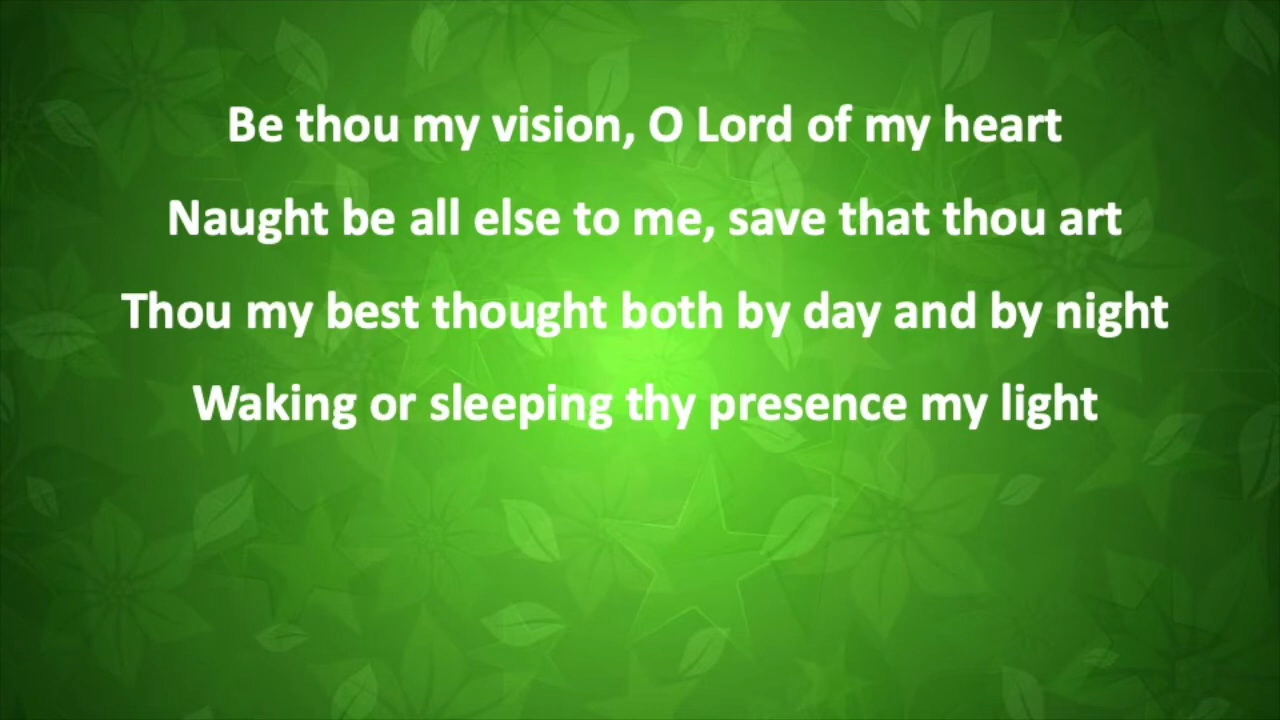 Be thou my vision, O Lord of my heart
Naught be all else to me, save that thou art
Thou my best thought both by day and by night
Waking or sleeping thy presence my light